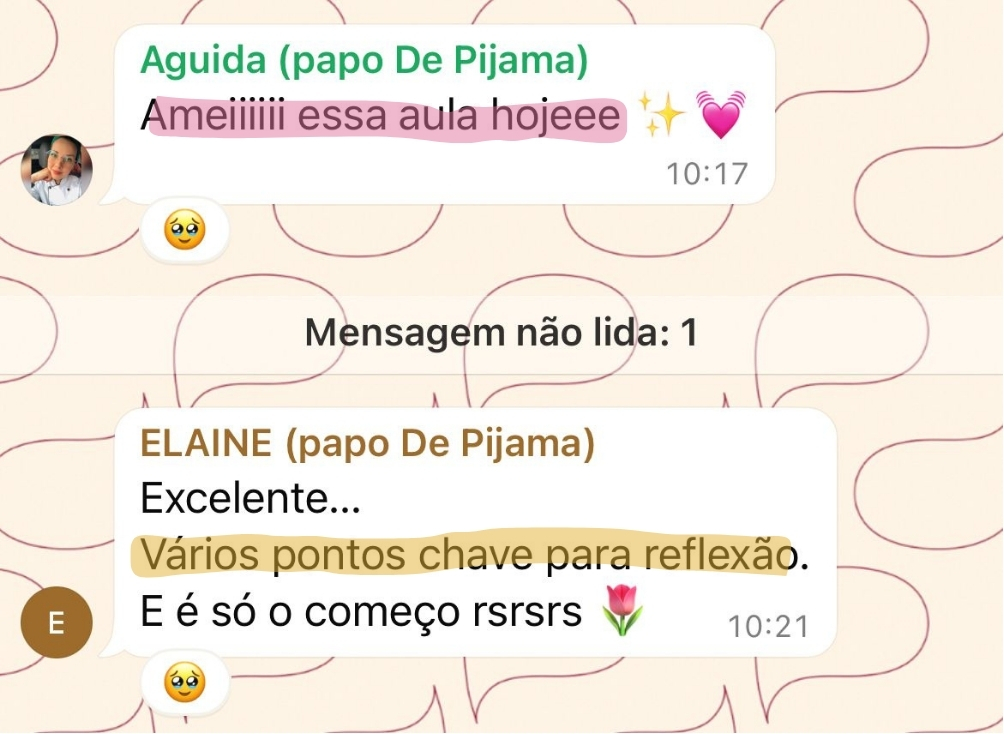 Aguida (papo De Pijama)
Ameiiiiiii essa aula hojeee ✨💓
10:17
🥹
Mensagem não lida: 1
ELAINE (papo De Pijama)
Excelente...
Vários pontos chave para reflexão.
E
E é só o começo rsrsrs 🌷
10:21
🥹